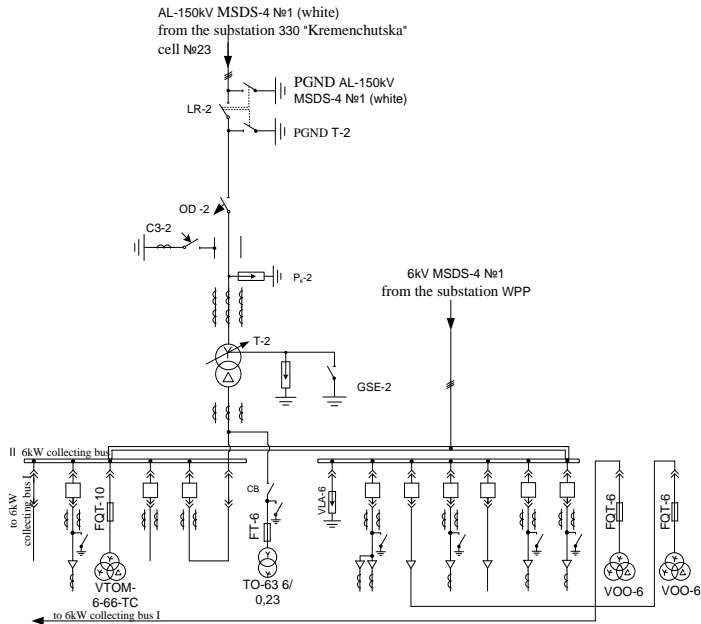 AL-150kV MSDS-4 №1 (white)
from the substation 330 "Kremenchutska"
cell №23
PGND AL-150kV
MSDS-4 №1 (white)
LR-2
PGND T-2
OD -2
C3-2
Pк-2
6kV MSDS-4 №1
from the substation WPP
T-2
GSE-2
II 6kW collecting bus
to 6kW
collecting bus I
FQT-10
CB
FT-6
VLA-6
FQT-6
FQT-6
VTOM-
6-66-TC
TO-63 6/
0,23
VOO-6
VOO-6
to 6kW collecting bus I